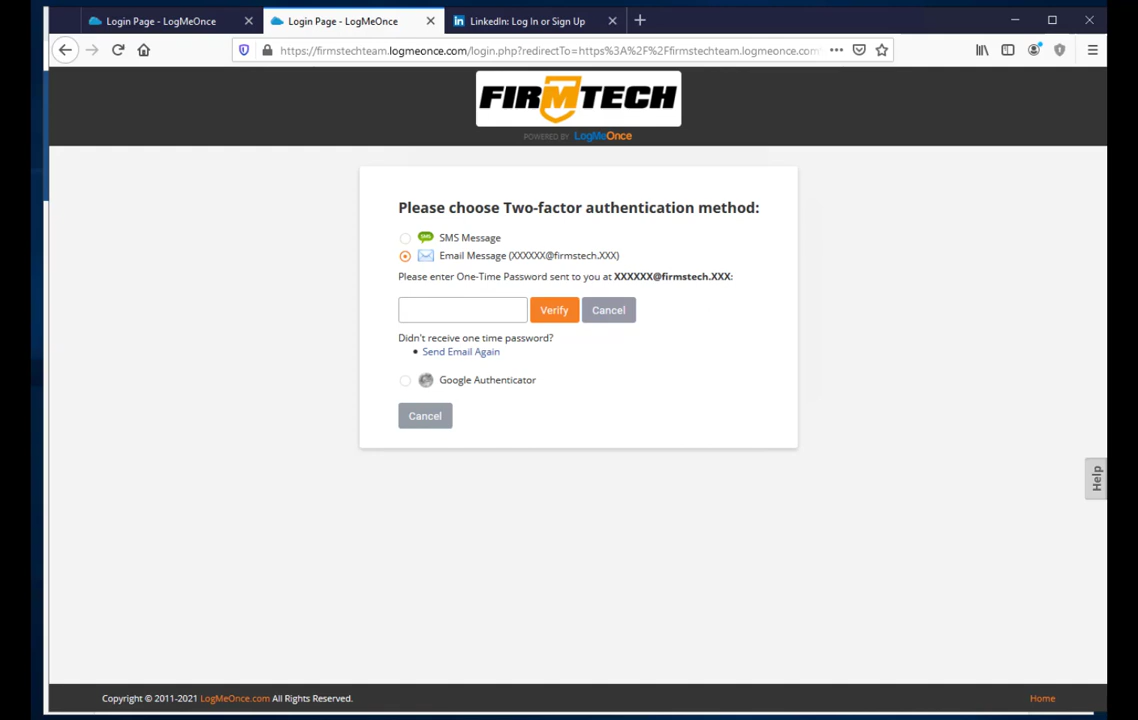 Login Page - LogMeOnce
Login Page - LogMeOnce
LinkedIn: Log In or Sign Up
https://firmstechteam.logmeonce.com/login.php?redirectTo=https%3A%2F%2Ffirmstechteam.logmeonce.com
FIRMTECH
POWERED BY LogMeOnce
Please choose Two-factor authentication method:
SMS
SMS Message
Email Message (XXXXXX@firmstech.XXX)
Please enter One-Time Password sent to you at XXXXXX@firmstech.XXX:
Verify Cancel
Didn't receive one time password?
Send Email Again
Google Authenticator
Cancel
Help
Copyright © 2011-2021 LogMeOnce.com All Rights Reserved.
Home